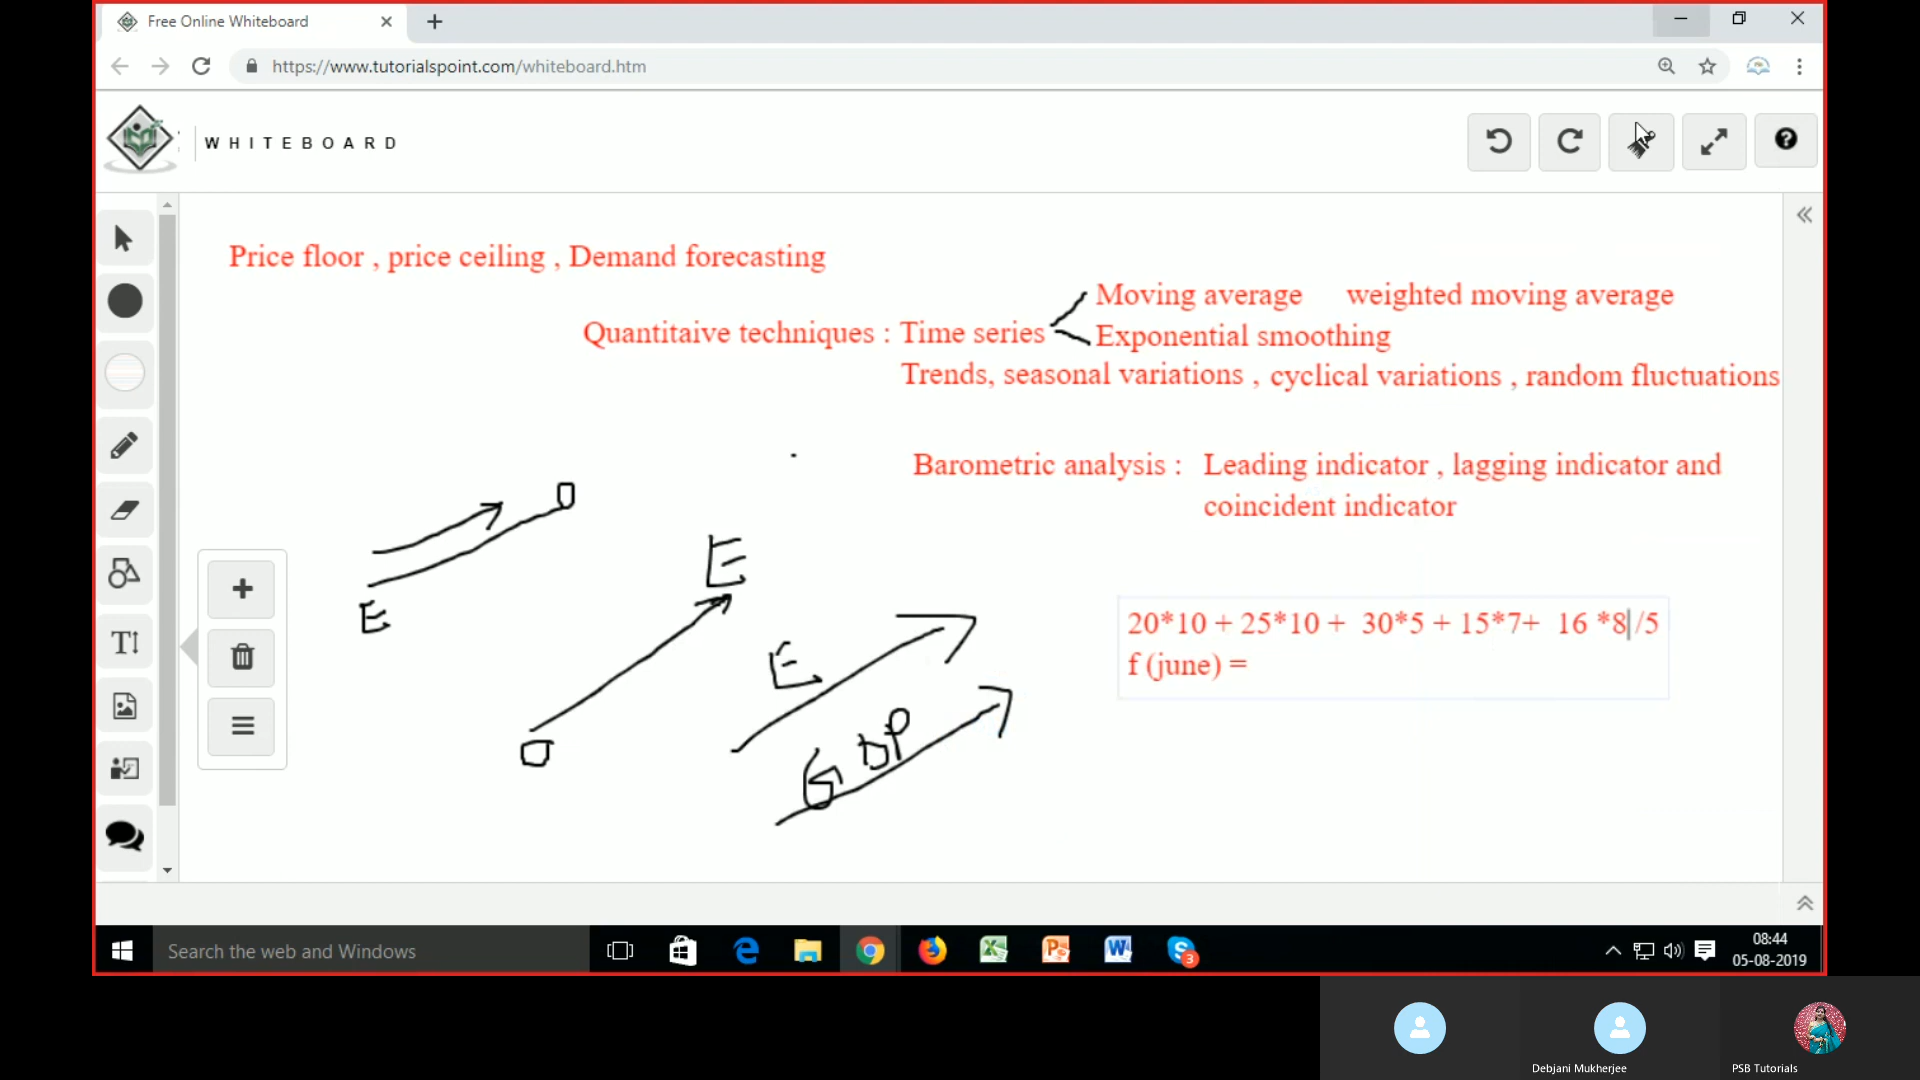 Free Online Whiteboard
https://www.tutorialspoint.com/whiteboard.htm
WHITEBOARD
Price floor , price ceiling , Demand forecasting
Moving average weighted moving average
Quantitaive techniques : Time series
Exponential smoothing
Trends, seasonal variations , cyclical variations , random fluctuations
Barometric analysis : Leading indicator , lagging indicator and
coincident indicator
E
E
20*10 + 25*10 + 30*5 + 15*7+ 16 *8/5
f (june) =
E
GDP
Search the web and Windows
3
08:44
05-08-2019
Debjani Mukherjee
PSB Tutorials